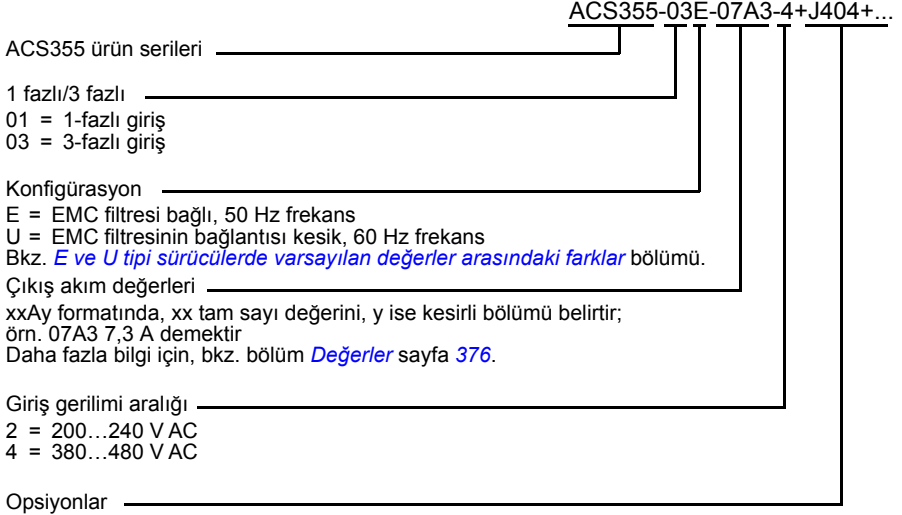 ACS355-03E-07A3-4+J404+...
ACS355 ürün serileri
1 fazlı/3 fazlı
01 = 1-fazlı giriş
03 = 3-fazlı giriş
Konfigürasyon
E = EMC filtresi bağlı, 50 Hz frekans
U = EMC filtresinin bağlantısı kesik, 60 Hz frekans
Bkz. E ve U tipi sürücülerde varsayılan değerler arasındaki farklar bölümü.
Çıkış akım değerleri
xxAy formatında, xx tam sayı değerini, y ise kesirli bölümü belirtir;
örn. 07A3 7,3 A demektir
Daha fazla bilgi için, bkz. bölüm Değerler sayfa 376.
Giriş gerilimi aralığı
2 = 200…240 V AC
4 = 380…480 V AC
Opsiyonlar